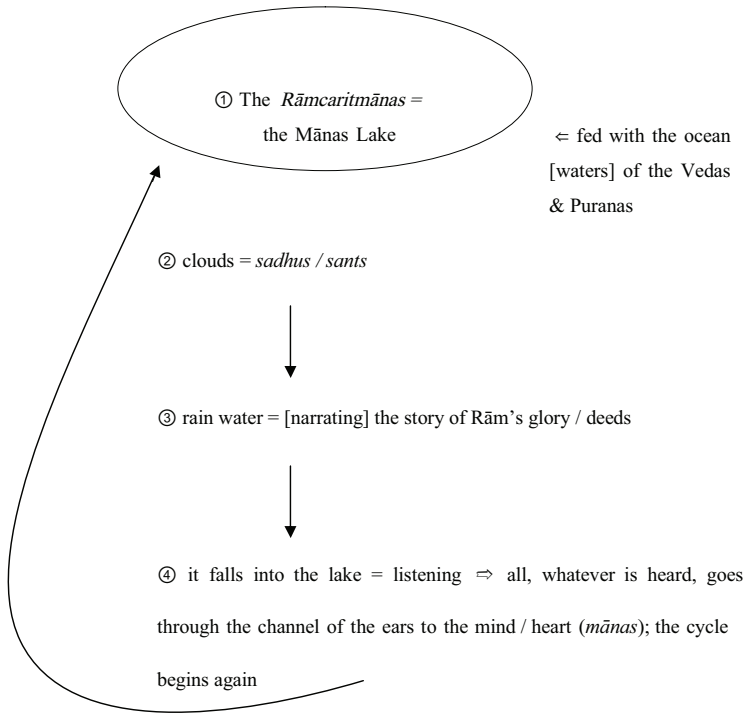 ① The Rāmcaritmānas =
the Mānas Lake
⇐ fed with the ocean
[waters] of the Vedas
& Puranas
② clouds = sadhus / sants
③ rain water = [narrating] the story of Rām’s glory / deeds
④ it falls into the lake = listening ⇨ all, whatever is heard, goes
through the channel of the ears to the mind / heart (mānas); the cycle
begins again